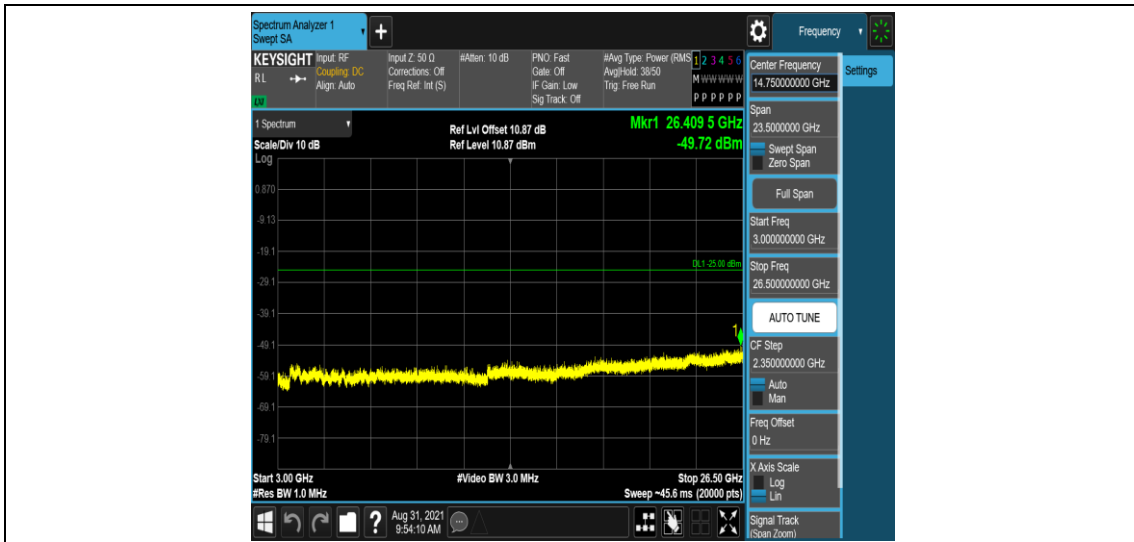 Spectrum Analyzer 1
Swept SA
Frequency
KEYSIGHT
RL
LXI
Input: RF
Coupling: DC
Align: Auto
Input Z: 50 Ω
Corrections: Off
Freq Ref: Int (S)
#Atten: 10 dB
PNO: Fast
Gate: Off
IF Gain: Low
Sig Track: Off
#Avg Type: Power (RMS
Avg|Hold: 38/50
Trig: Free Run
1 2 3 4 5 6
M W W W W W
P P P P P P
1 Spectrum
Ref Lvl Offset 10.87 dB
Mkr1 26.409 5 GHz
Scale/Div 10 dB
Ref Level 10.87 dBm
-49.72 dBm
Log
0.870
-9.13
-19.1
DL1 -25.00 dBm
-29.1
-39.1
1
-49.1
-59.1
-69.1
-79.1
Start 3.00 GHz
#Video BW 3.0 MHz
Stop 26.50 GHz
#Res BW 1.0 MHz
Sweep ~45.6 ms (20000 pts)
Aug 31, 2021
9:54:10 AM
Center Frequency
14.750000000 GHz
Settings
Span
23.5000000 GHz
Swept Span
Zero Span
Full Span
Start Freq
3.000000000 GHz
Stop Freq
26.500000000 GHz
AUTO TUNE
CF Step
2.350000000 GHz
Auto
Man
Freq Offset
0 Hz
X Axis Scale
Log
Lin
Signal Track
(Span Zoom)